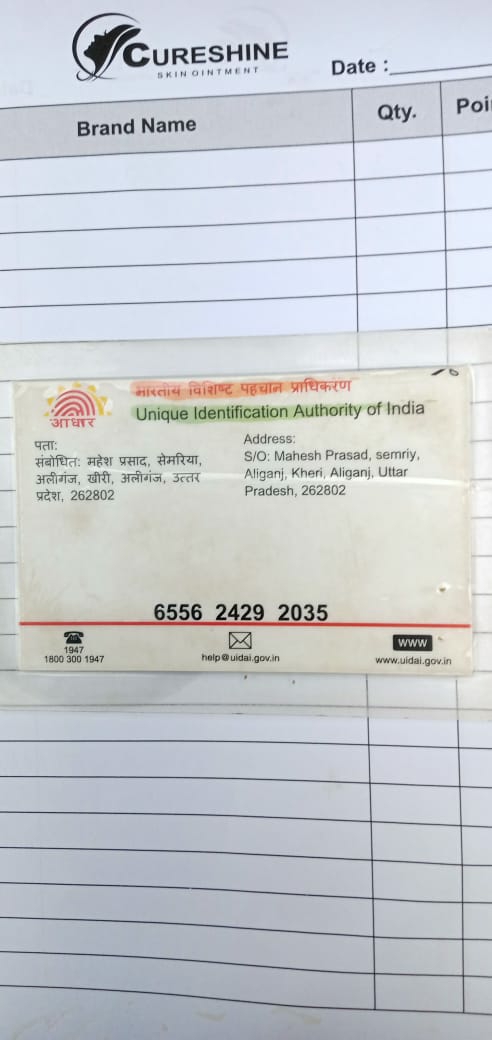 CURESHINE
SKIN OINTMENT
Date :
Brand Name
Qty.
भारतीय विशिष्ट पहचान प्राधिकरण
Unique Identification Authority of India
आधार
पता:
संबोधित: महेश प्रसाद, सेमरिया,
अलीगंज, खीरी, अलीगंज, उत्तर
प्रदेश, 262802
Address:
S/O: Mahesh Prasad, semriy,
Aliganj, Kheri, Aliganj, Uttar
Pradesh, 262802
6556 2429 2035
1947
1800 300 1947
help@uidai.gov.in
www
www.uidai.gov.in